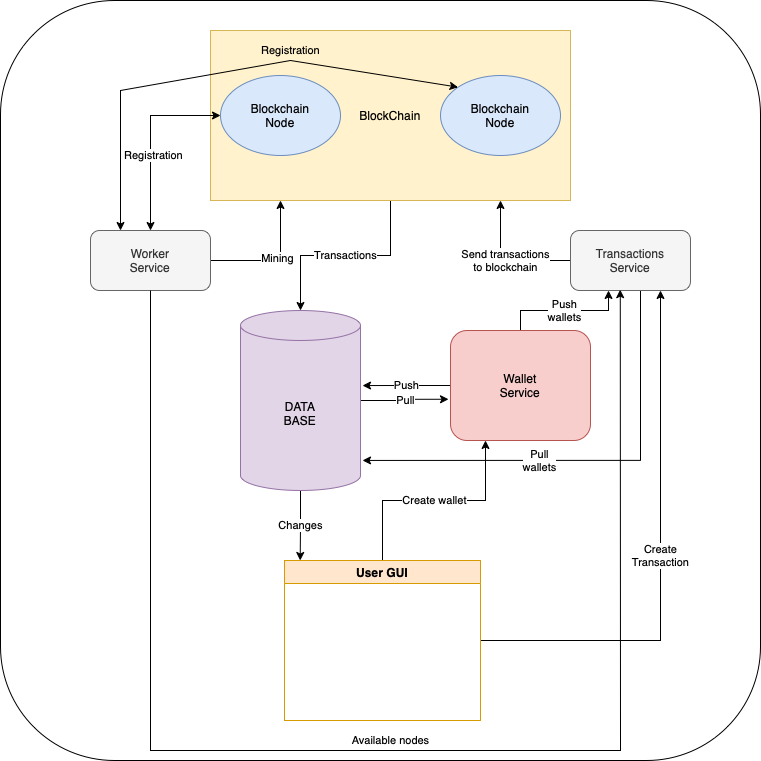 Registration
Blockchain
Node
BlockChain
Blockchain
Node
Registration
Worker
Service
Mining
Transactions
Send transactions
to blockchain
Transactions
Service
Push
wallets
Wallet
Service
Push
Pull
DATA
BASE
Pull
wallets
Create wallet
Changes
Create
Transaction
User GUI
Available nodes